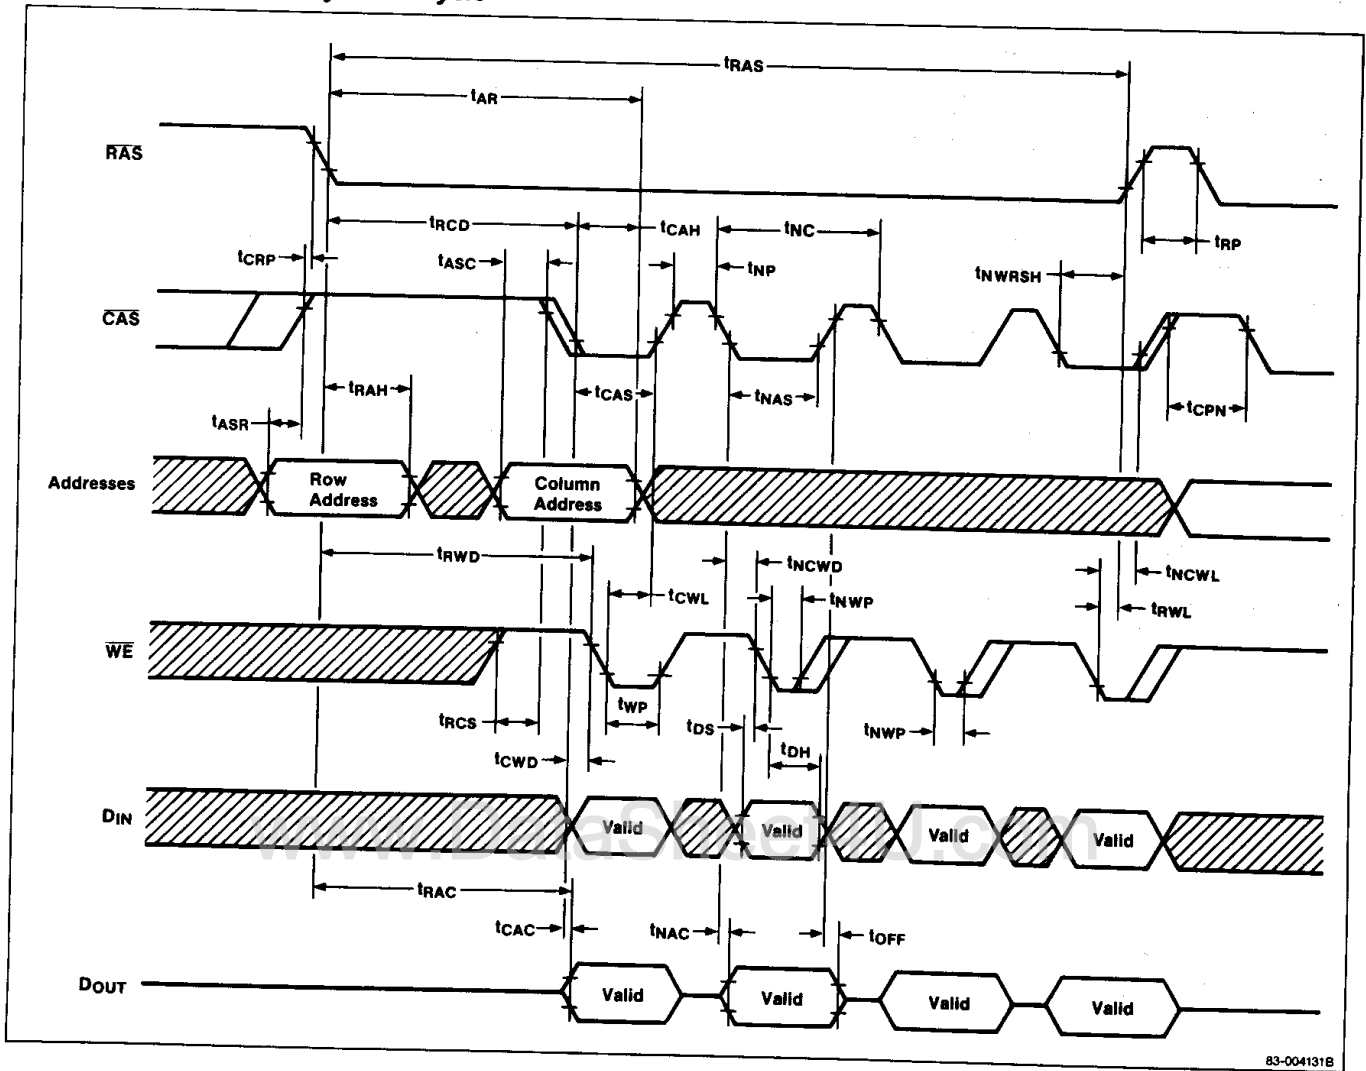 tRAS
tAR
RAS
tRCD
tCAH
tNC
tRP
tCRP
tASC
tNP
tNWRSH
CAS
tRAH
tCAS
tNAS
tCPN
tASR
Addresses
Row
Address
Column
Address
tRWD
tNCWD
tNCWL
tCWL
tNWP
tRWL
WE
tRCS
tWP
tDS
tNWP
tDH
tCWD
DIN
Valid
Valid
Valid
Valid
www.DataSheet4U.com
tRAC
tCAC
tNAC
tOFF
DOUT
Valid
Valid
Valid
Valid
83-004131B